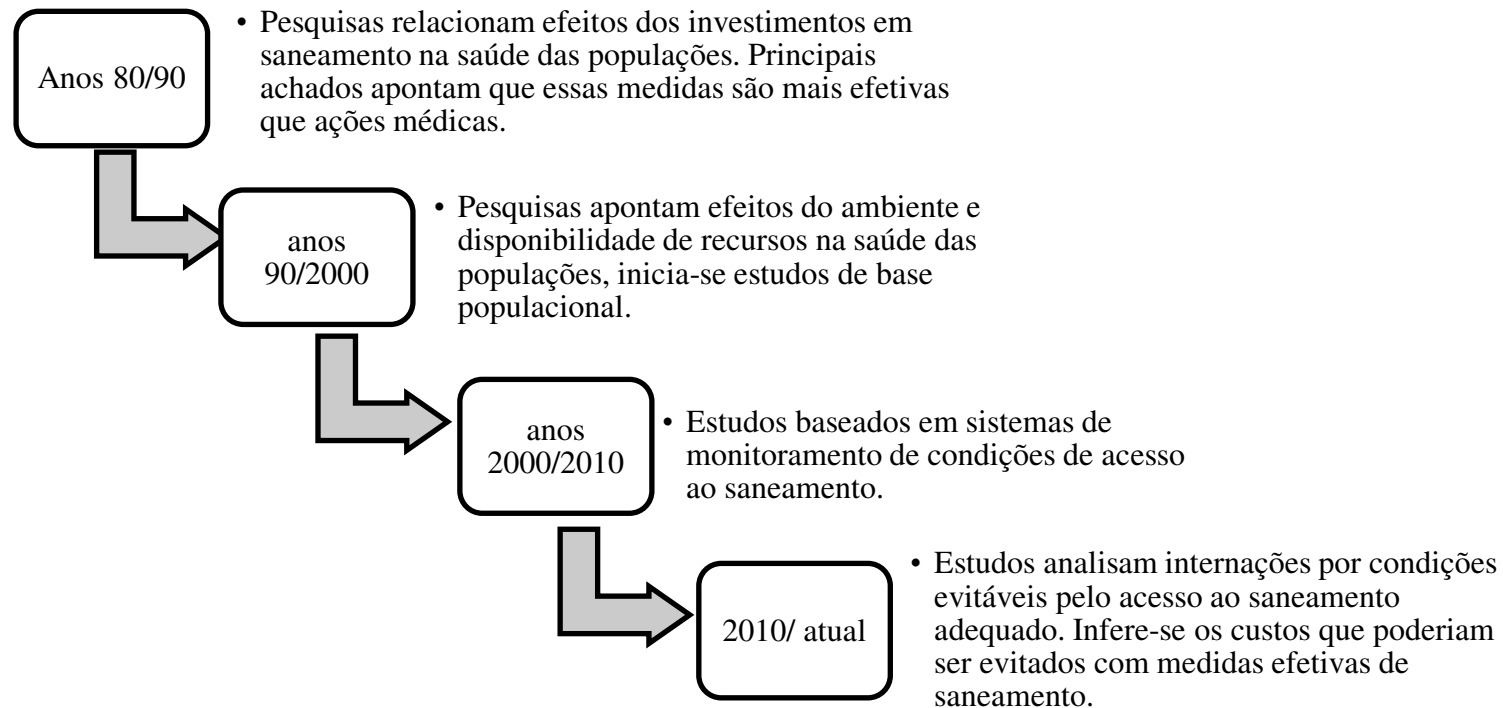 Anos 80/90
• Pesquisas relacionam efeitos dos investimentos em
saneamento na saúde das populações. Principais
achados apontam que essas medidas são mais efetivas
que ações médicas.
anos
90/2000
• Pesquisas apontam efeitos do ambiente e
disponibilidade de recursos na saúde das
populações, inicia-se estudos de base
populacional.
anos
2000/2010
• Estudos baseados em sistemas de
monitoramento de condições de acesso
ao saneamento.
2010/ atual
• Estudos analisam internações por condições
evitáveis pelo acesso ao saneamento
adequado. Infere-se os custos que poderiam
ser evitados com medidas efetivas de
saneamento.